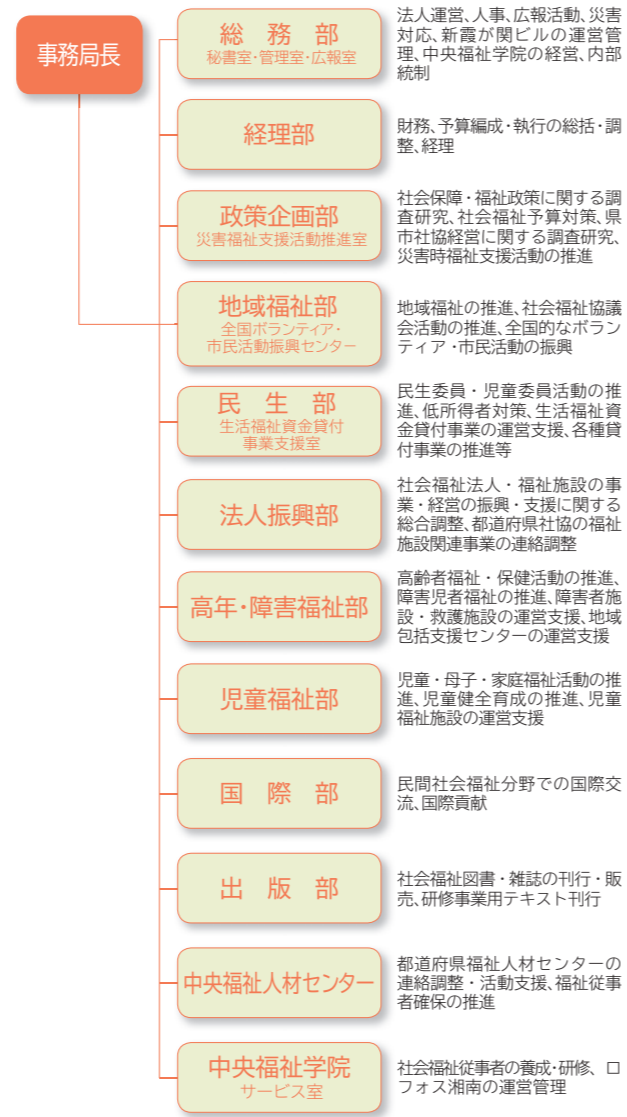 事務局長
総務部
秘書室・管理室・広報室
法人運営、人事、広報活動、災害
対応、新霞が関ビルの運営管
理、中央福祉学院の経営、内部
統制
経理部
財務、予算編成・執行の総括・調
整、経理
政策企画部
災害福祉支援活動推進室
社会保障・福祉政策に関する調
査研究、社会福祉予算対策、県
市社協経営に関する調査研究、
災害時福祉支援活動の推進
地域福祉部
全国ボランティア・
市民活動振興センター
地域福祉の推進、社会福祉協議
会活動の推進、全国的なボラン
ティア・市民活動の振興
民生部
生活福祉資金貸付
事業支援室
民生委員・児童委員活動の推
進、低所得者対策、生活福祉資
金貸付事業の運営支援、各種貸
付事業の推進等
法人振興部
社会福祉法人・福祉施設の事
業・経営の振興・支援に関する
総合調整、都道府県社協の福祉
施設関連事業の連絡調整
高年・障害福祉部
高齢者福祉・保健活動の推進、
障害児者福祉の推進、障害者施
設・救護施設の運営支援、地域
包括支援センターの運営支援
児童福祉部
児童・母子・家庭福祉活動の推
進、児童健全育成の推進、児童
福祉施設の運営支援
国際部
民間社会福祉分野での国際交
流、国際貢献
出版部
社会福祉図書・雑誌の刊行・販
売、研修事業用テキスト刊行
中央福祉人材センター
都道府県福祉人材センターの
連絡調整・活動支援、福祉従事
者確保の推進
中央福祉学院
サービス室
社会福祉従事者の養成・研修、ロ
フォス湘南の運営管理